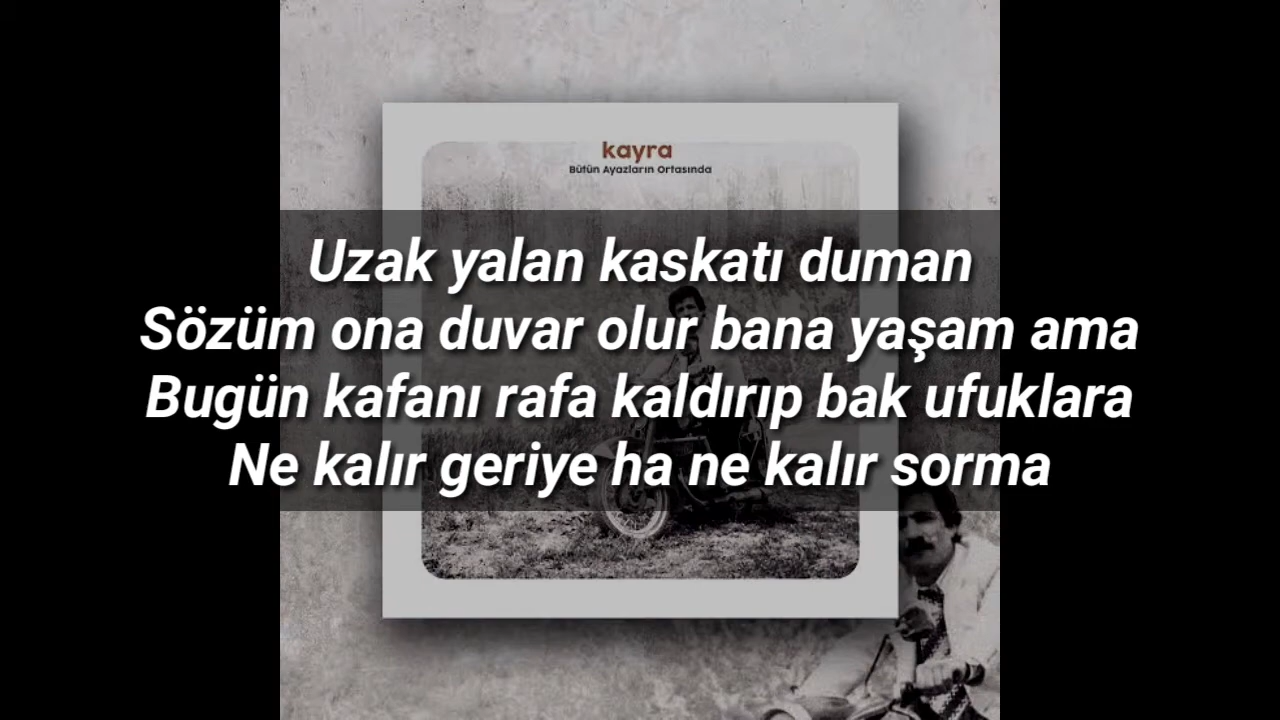 kayra
Bütün Ayazların Ortasında
Uzak yalan kaskatı duman
Sözüm ona duvar olur bana yaşam ama
Bugün kafanı rafa kaldırıp bak ufuklara
Ne kalır geriye ha ne kalır sorma